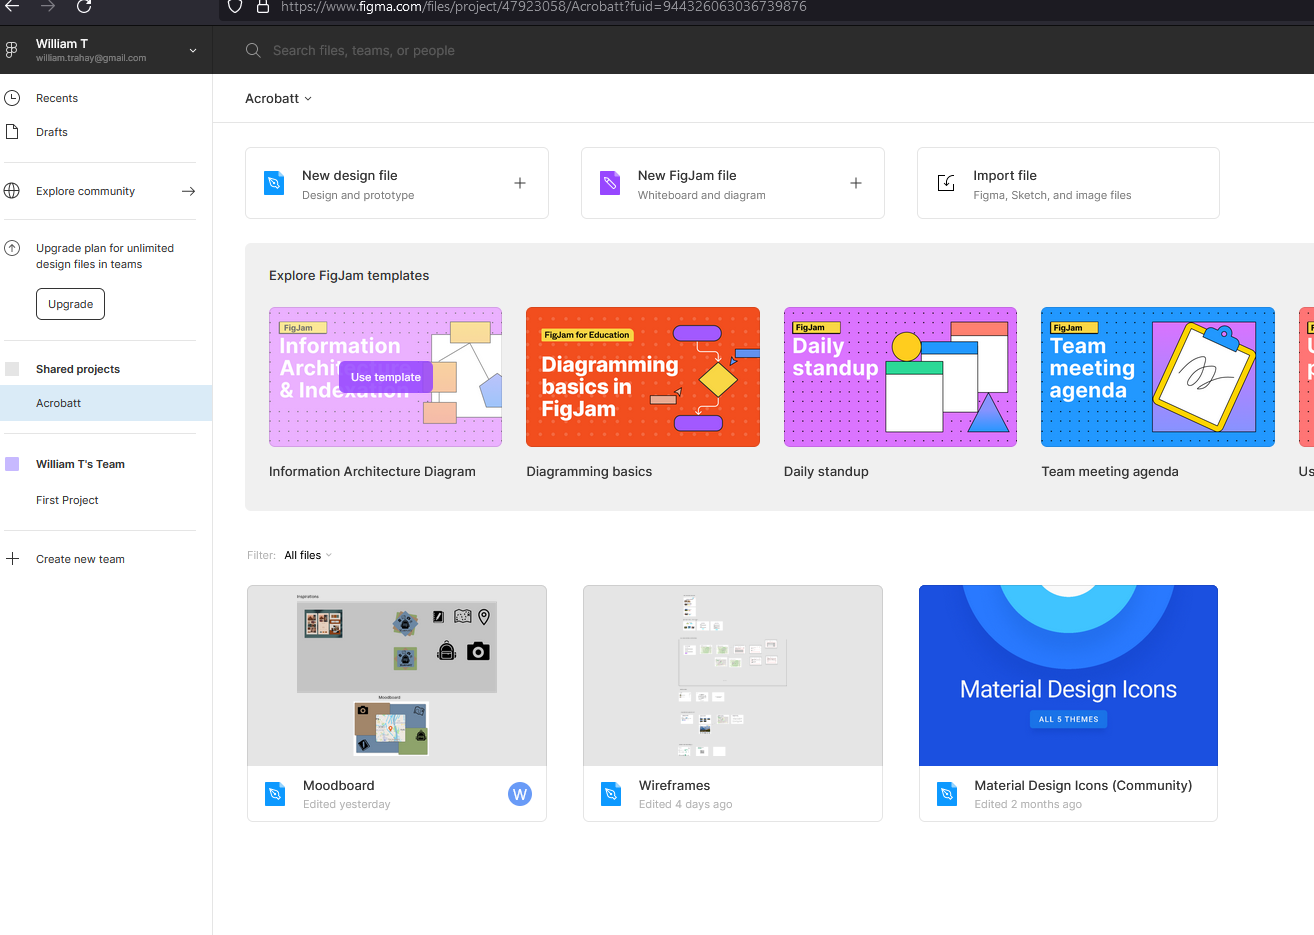 https://www.figma.com/files/project/47923058/Acrobatt?fuid=944326063036739876
William T
william.trahay@gmail.com
Search files, teams, or people
Recents
Drafts
Explore community
Upgrade plan for unlimited
design files in teams
Upgrade
Shared projects
Acrobatt
William T's Team
First Project
Create new team
Acrobatt
New design file
Design and prototype
New FigJam file
Whiteboard and diagram
Import file
Figma, Sketch, and image files
Explore FigJam templates
FigJam
Information
Use template
& Indexation
Information Architecture Diagram
FigJam for Education
Diagramming
basics in
FigJam
Diagramming basics
FigJam
Daily
standup
Daily standup
FigJam
Team
meeting
agenda
Team meeting agenda
Us
Filter: All files
Inspirations
Moodboard
Moodboard
Edited yesterday
W
Wireframes
Edited 4 days ago
Material Design Icons
ALL 5 THEMES
Material Design Icons (Community)
Edited 2 months ago